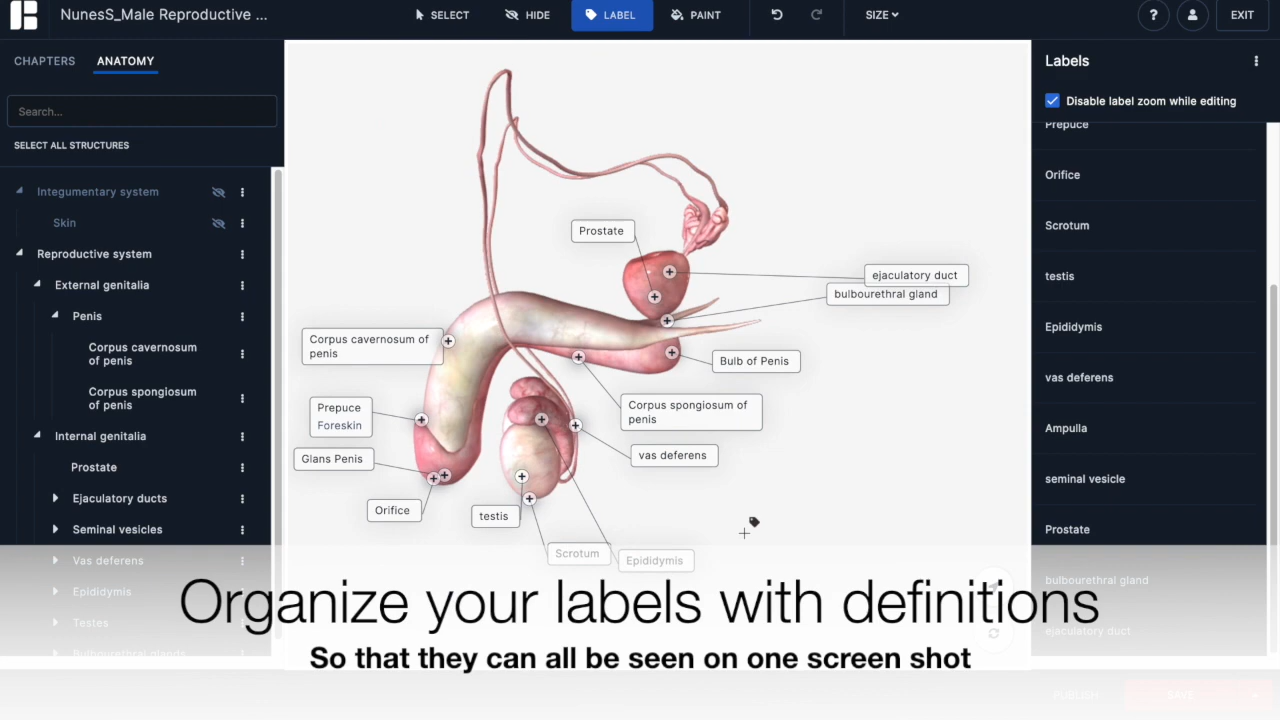 NunesS_Male Reproductive ...
SELECT
HIDE
LABEL
PAINT
SIZE
?
EXIT
CHAPTERS
ANATOMY
Search...
SELECT ALL STRUCTURES
Integumentary system
Skin
Reproductive system
External genitalia
Penis
Corpus cavernosum
of penis
Corpus spongiosum
of penis
Internal genitalia
Prostate
Ejaculatory ducts
Seminal vesicles
Vas deferens
Epididymis
Testes
Bulbourethral glands
Prostate
ejaculatory duct
bulbourethral gland
Corpus cavernosum of
penis
Bulb of Penis
Prepuce
Foreskin
Corpus spongiosum of
penis
Glans Penis
vas deferens
Orifice
testis
Scrotum
Epididymis
Labels
Disable label zoom while editing
Prepuce
Orifice
Scrotum
testis
Epididymis
vas deferens
Ampulla
seminal vesicle
Prostate
bulbourethral gland
ejaculatory duct
Organize your labels with definitions
So that they can all be seen on one screen shot
PUBLISH
SAVE